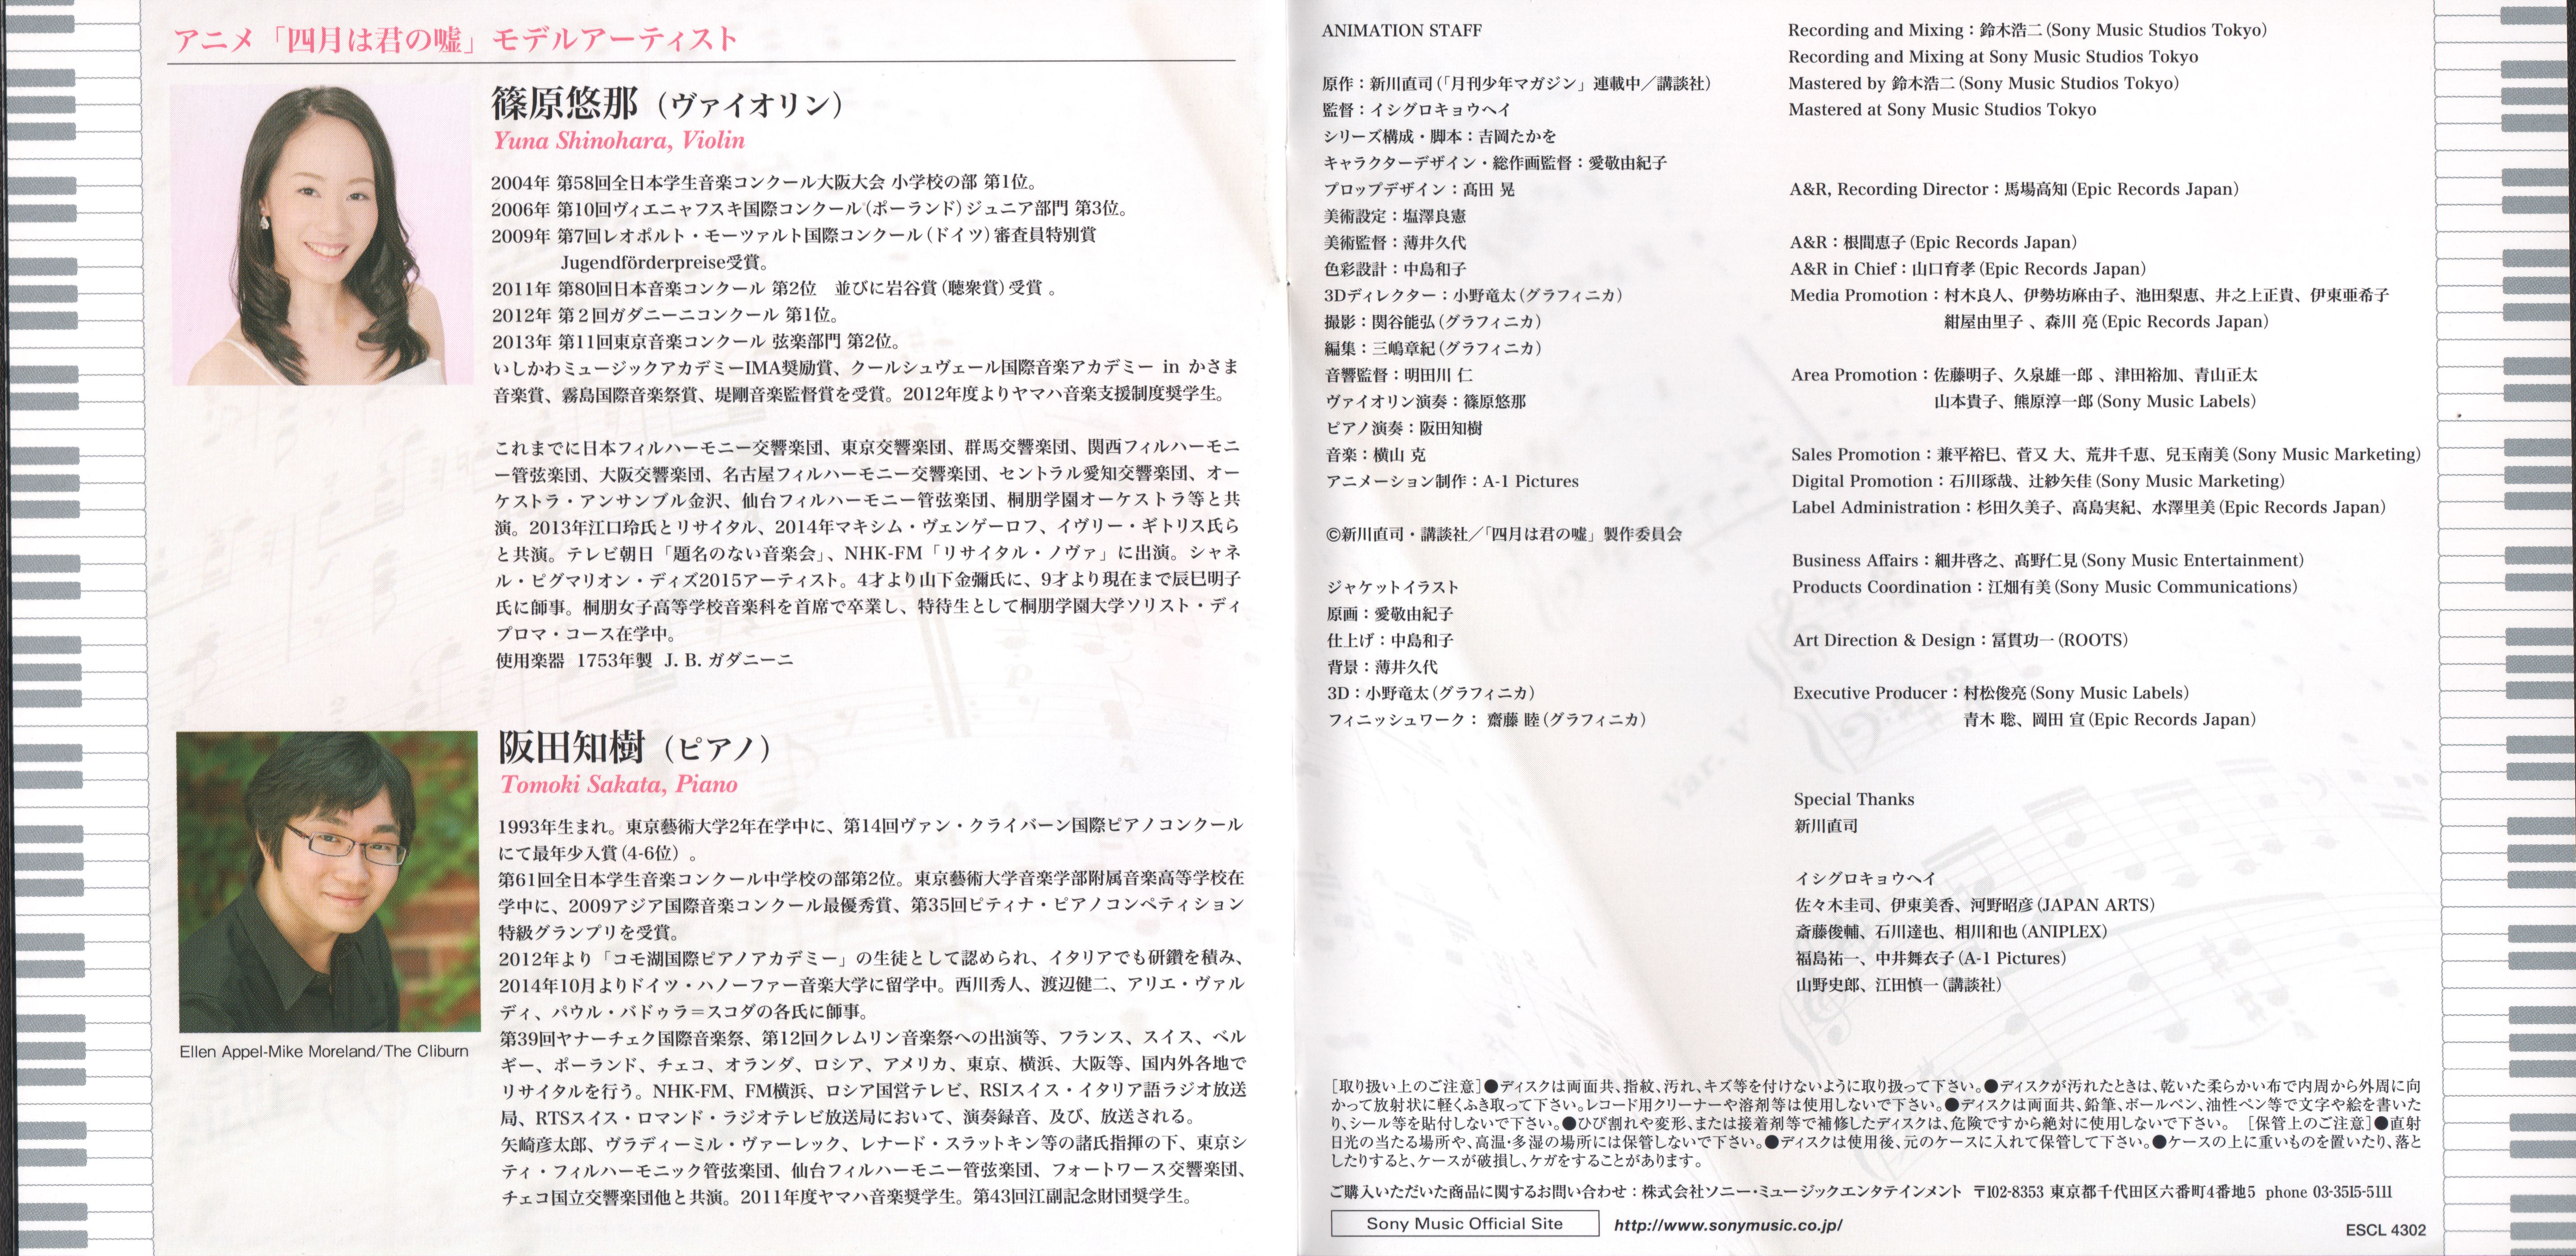 アニメ「四月は君の嘘」モデルアーティスト
篠原悠那（ヴァイオリン）
Yuna Shinohara, Violin
2004年 第58回全日本学生音楽コンクール大阪大会 小学校の部 第1位。
2006年 第10回ヴィエニャフスキ国際コンクール（ポーランド）ジュニア部門 第3位。
2009年 第7回レオポルト・モーツァルト国際コンクール（ドイツ）審査員特別賞
Jugendförderpreise受賞。
2011年 第80回日本音楽コンクール 第2位　並びに岩谷賞（聴衆賞）受賞 。
2012年 第２回ガダニーニコンクール 第1位。
2013年 第11回東京音楽コンクール 弦楽部門 第2位。
いしかわミュージックアカデミーIMA奨励賞、クールシュヴェール国際音楽アカデミー in かさま
音楽賞、霧島国際音楽祭賞、堤剛音楽監督賞を受賞。2012年度よりヤマハ音楽支援制度奨学生。
これまでに日本フィルハーモニー交響楽団、東京交響楽団、群馬交響楽団、関西フィルハーモニ
ー管弦楽団、大阪交響楽団、名古屋フィルハーモニー交響楽団、セントラル愛知交響楽団、オー
ケストラ・アンサンブル金沢、仙台フィルハーモニー管弦楽団、桐朋学園オーケストラ等と共
演。2013年江口玲氏とリサイタル、2014年マキシム・ヴェンゲーロフ、イヴリー・ギトリス氏ら
と共演。テレビ朝日「題名のない音楽会」、NHK-FM「リサイタル・ノヴァ」に出演。シャネ
ル・ピグマリオン・ディズ2015アーティスト。4才より山下金彌氏に、9才より現在まで辰巳明子
氏に師事。桐朋女子高等学校音楽科を首席で卒業し、特待生として桐朋学園大学ソリスト・ディ
プロマ・コース在学中。
使用楽器 1753年製 J. B. ガダニーニ
阪田知樹（ピアノ）
Tomoki Sakata, Piano
1993年生まれ。東京藝術大学2年在学中に、第14回ヴァン・クライバーン国際ピアノコンクール
にて最年少入賞（4-6位）。
第61回全日本学生音楽コンクール中学校の部第2位。東京藝術大学音楽学部附属音楽高等学校在
学中に、2009アジア国際音楽コンクール最優秀賞、第35回ピティナ・ピアノコンペティション
特級グランプリを受賞。
2012年より「コモ湖国際ピアノアカデミー」の生徒として認められ、イタリアでも研鑽を積み、
2014年10月よりドイツ・ハノーファー音楽大学に留学中。西川秀人、渡辺健二、アリエ・ヴァル
ディ、パウル・バドゥラ＝スコダの各氏に師事。
第39回ヤナーチェク国際音楽祭、第12回クレムリン音楽祭への出演等、フランス、スイス、ベル
ギー、ポーランド、チェコ、オランダ、ロシア、アメリカ、東京、横浜、大阪等、国内外各地で
リサイタルを行う。NHK-FM、FM横浜、ロシア国営テレビ、RSIスイス・イタリア語ラジオ放送
局、RTSスイス・ロマンド・ラジオテレビ放送局において、演奏録音、及び、放送される。
矢崎彦太郎、ヴラディーミル・ヴァーレック、レナード・スラットキン等の諸氏指揮の下、東京シ
ティ・フィルハーモニック管弦楽団、仙台フィルハーモニー管弦楽団、フォートワース交響楽団、
チェコ国立交響楽団他と共演。2011年度ヤマハ音楽奨学生。第43回江副記念財団奨学生。
Ellen Appel-Mike Moreland/The Cliburn
ANIMATION STAFF
原作：新川直司（「月刊少年マガジン」連載中／講談社）
監督：イシグロキョウヘイ
シリーズ構成・脚本：吉岡たかを
キャラクターデザイン・総作画監督：愛敬由紀子
プロップデザイン：髙田 晃
美術設定：塩澤良憲
美術監督：薄井久代
色彩設計：中島和子
3Dディレクター：小野竜太（グラフィニカ）
撮影：関谷能弘（グラフィニカ）
編集：三嶋章紀（グラフィニカ）
音響監督：明田川 仁
ヴァイオリン演奏：篠原悠那
ピアノ演奏：阪田知樹
音楽：横山 克
アニメーション制作：A-1 Pictures
©新川直司・講談社／「四月は君の嘘」製作委員会
ジャケットイラスト
原画：愛敬由紀子
仕上げ：中島和子
背景：薄井久代
3D：小野竜太（グラフィニカ）
フィニッシュワーク： 齋藤 睦（グラフィニカ）
Recording and Mixing：鈴木浩二（Sony Music Studios Tokyo）
Recording and Mixing at Sony Music Studios Tokyo
Mastered by 鈴木浩二（Sony Music Studios Tokyo）
Mastered at Sony Music Studios Tokyo
A&R, Recording Director：馬場高知（Epic Records Japan）
A&R：根間恵子（Epic Records Japan）
A&R in Chief：山口育孝（Epic Records Japan）
Media Promotion：村木良人、伊勢坊麻由子、池田梨恵、井之上正貴、伊東亜希子
紺屋由里子 、森川 亮（Epic Records Japan）
Area Promotion：佐藤明子、久泉雄一郎 、津田裕加、青山正太
山本貴子、熊原淳一郎（Sony Music Labels）
Sales Promotion：兼平裕巳、菅又 大、荒井千恵、兒玉南美（Sony Music Marketing）
Digital Promotion：石川琢哉、辻紗矢佳（Sony Music Marketing）
Label Administration：杉田久美子、高島実紀、水澤里美（Epic Records Japan）
Business Affairs：細井啓之、髙野仁見（Sony Music Entertainment）
Products Coordination：江畑有美（Sony Music Communications）
Art Direction & Design：冨貫功一（ROOTS）
Executive Producer：村松俊亮（Sony Music Labels）
青木 聡、岡田 宣（Epic Records Japan）
Special Thanks
新川直司
イシグロキョウヘイ
佐々木圭司、伊東美香、河野昭彦（JAPAN ARTS）
斎藤俊輔、石川達也、相川和也（ANIPLEX）
福島祐一、中井舞衣子（A-1 Pictures）
山野史郎、江田慎一（講談社）
Var. V
［取り扱い上のご注意］●ディスクは両面共、指紋、汚れ、キズ等を付けないように取り扱って下さい。●ディスクが汚れたときは、乾いた柔らかい布で内周から外周に向
かって放射状に軽くふき取って下さい。レコード用クリーナーや溶剤等は使用しないで下さい。●ディスクは両面共、鉛筆、ボールペン、油性ペン等で文字や絵を書いた
り、シール等を貼付しないで下さい。●ひび割れや変形、または接着剤等で補修したディスクは、危険ですから絶対に使用しないで下さい。　［保管上のご注意］●直射
日光の当たる場所や、高温・多湿の場所には保管しないで下さい。●ディスクは使用後、元のケースに入れて保管して下さい。●ケースの上に重いものを置いたり、落と
したりすると、ケースが破損し、ケガをすることがあります。
ご購入いただいた商品に関するお問い合わせ：株式会社ソニー・ミュージックエンタテインメント 〒102-8353 東京都千代田区六番町4番地5 phone 03-3515-5111
Sony Music Official Site http://www.sonymusic.co.jp/
ESCL 4302